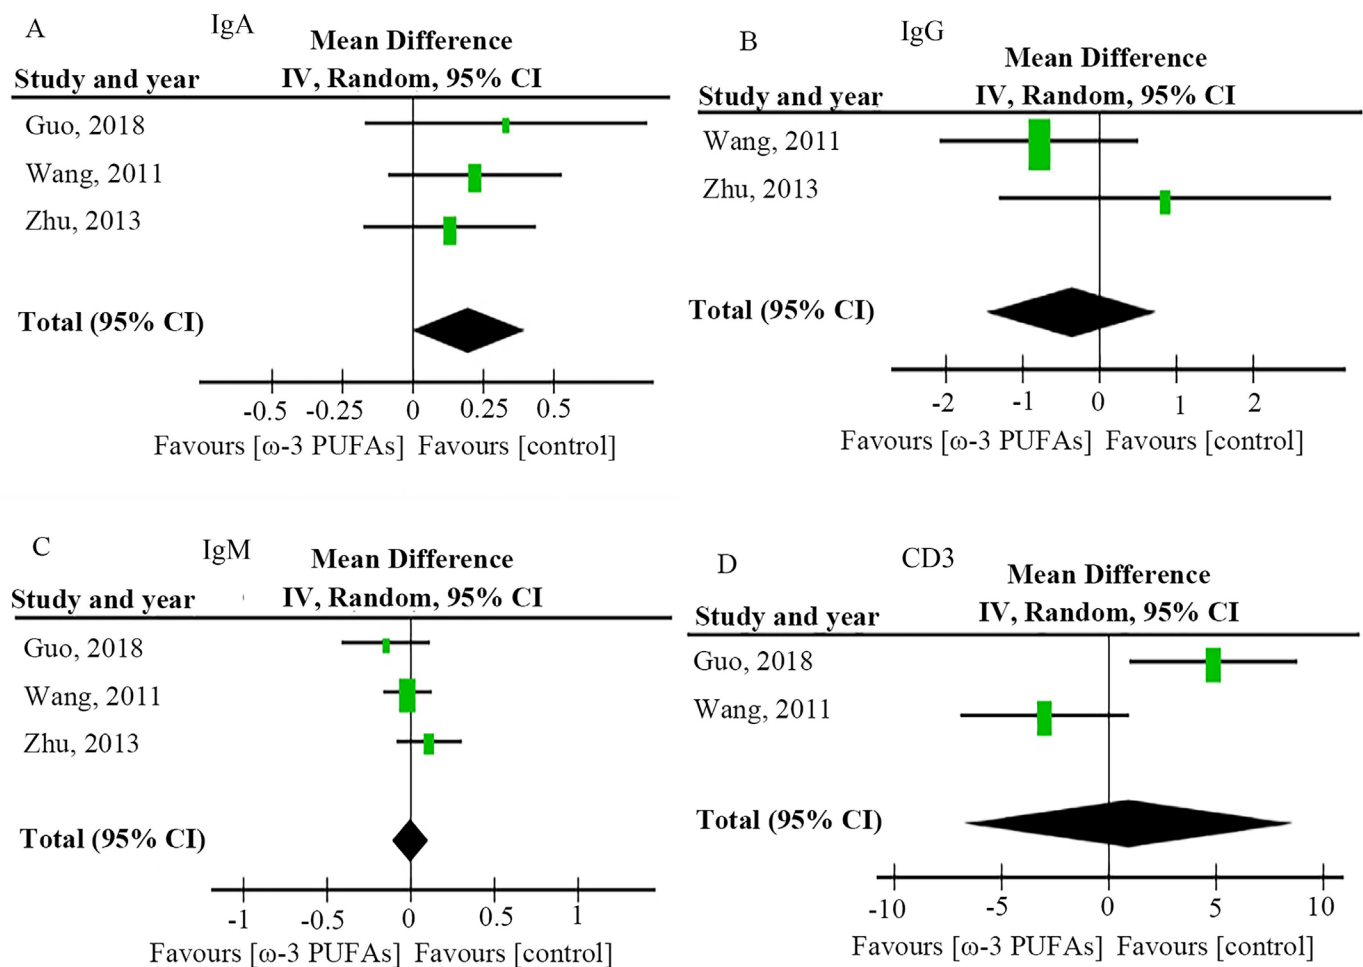 A
IgA
Mean Difference
Study and year
IV, Random, 95% CI
Guo, 2018
Wang, 2011
Zhu, 2013
Total (95% CI)
-0.5 -0.25 0 0.25 0.5
Favours [ω-3 PUFAs] Favours [control]
B
IgG
Mean Difference
Study and year
IV, Random, 95% CI
Wang, 2011
Zhu, 2013
Total (95% CI)
-2 -1 0 1 2
Favours [ω-3 PUFAs] Favours [control]
C
IgM
Mean Difference
Study and year
IV, Random, 95% CI
Guo, 2018
Wang, 2011
Zhu, 2013
Total (95% CI)
-1 -0.5 0 0.5 1
Favours [ω-3 PUFAs] Favours [control]
D
CD3
Mean Difference
Study and year
IV, Random, 95% CI
Guo, 2018
Wang, 2011
Total (95% CI)
-10 -5 0 5 10
Favours [ω-3 PUFAs] Favours [control]